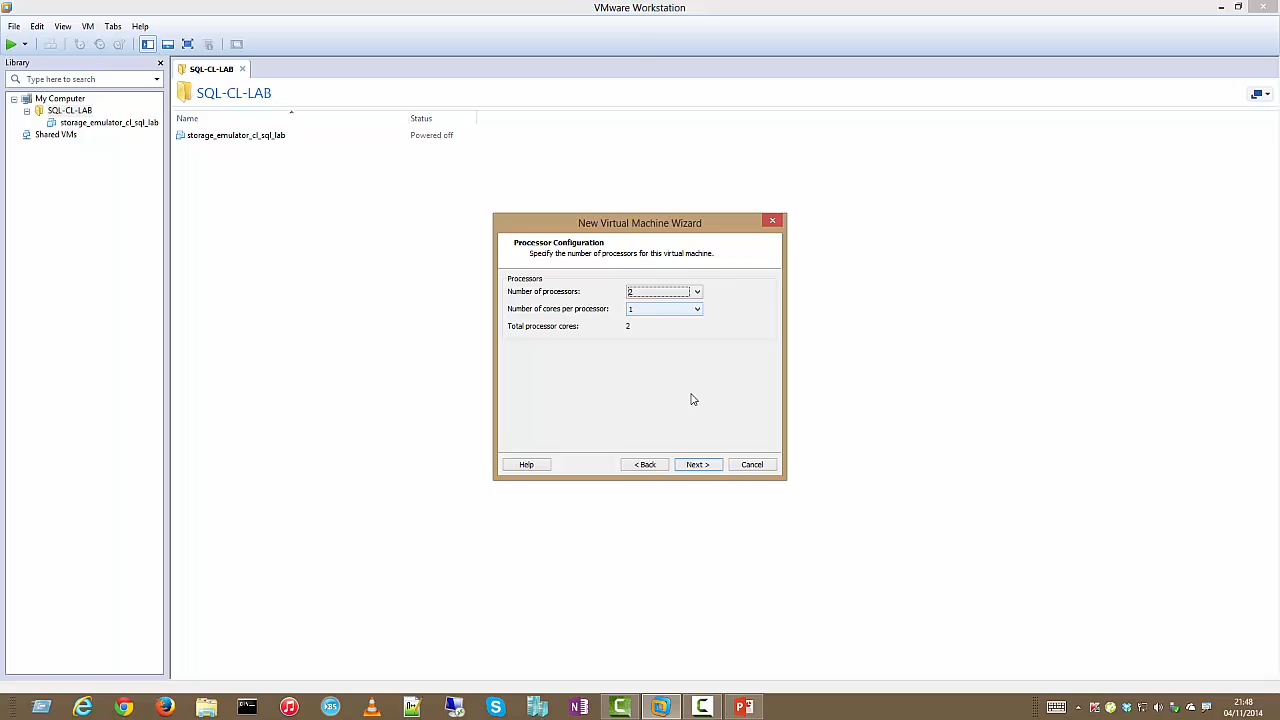 VMware Workstation
File Edit View VM Tabs Help
Library
Type here to search
My Computer
SQL-CL-LAB
storage_emulator_cl_sql_lab
Shared VMs
SQL-CL-LAB
SQL-CL-LAB
Name Status
storage_emulator_cl_sql_lab Powered off
New Virtual Machine Wizard
Processor Configuration
Specify the number of processors for this virtual machine.
Processors
Number of processors: 2
Number of cores per processor: 1
Total processor cores: 2
Help < Back Next > Cancel
21:48
04/11/2014